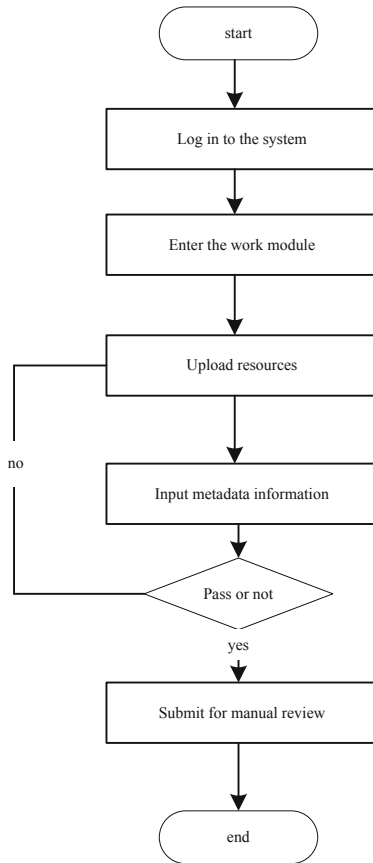 start
Log in to the system
Enter the work module
Upload resources
no
Input metadata information
Pass or not
yes
Submit for manual review
end